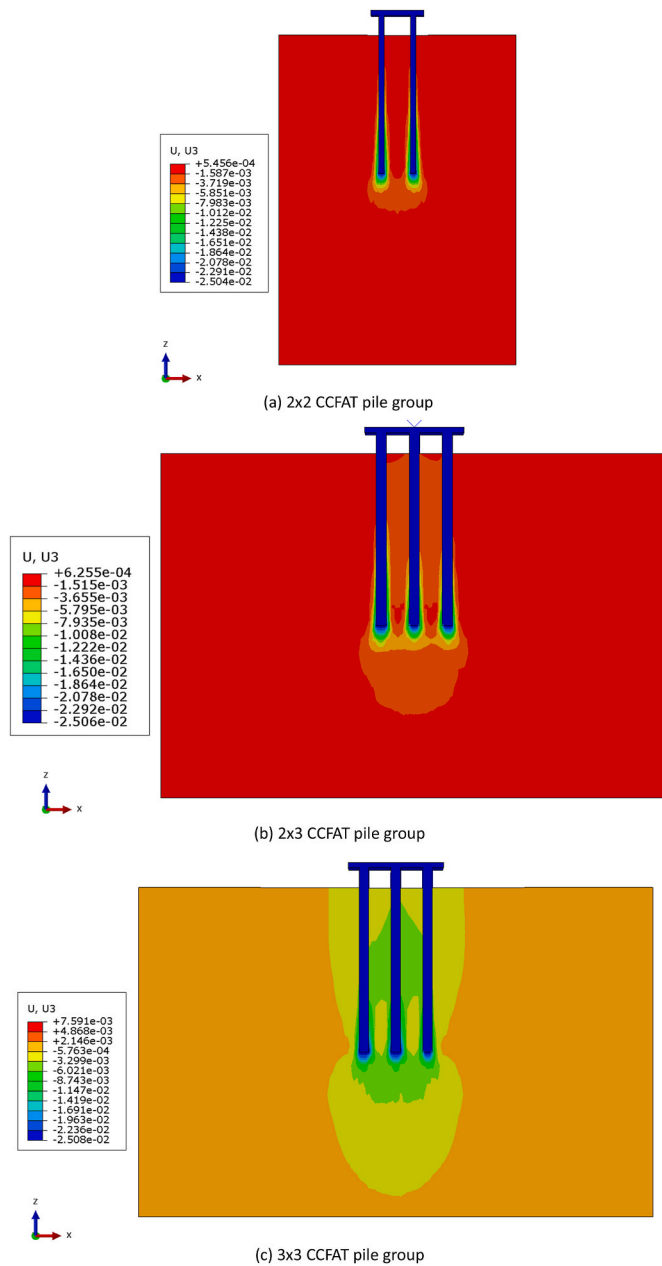 U, U3
+5.456e-04
-1.587e-03
-3.719e-03
-5.851e-03
-7.983e-03
-1.012e-02
-1.225e-02
-1.438e-02
-1.651e-02
-1.864e-02
-2.078e-02
-2.291e-02
-2.504e-02
z
x
(a) 2x2 CCFAT pile group
U, U3
+6.255e-04
-1.515e-03
-3.655e-03
-5.795e-03
-7.935e-03
-1.008e-02
-1.222e-02
-1.436e-02
-1.650e-02
-1.864e-02
-2.078e-02
-2.292e-02
-2.506e-02
z
x
(b) 2x3 CCFAT pile group
U, U3
+7.591e-03
+4.868e-03
+2.146e-03
-5.763e-04
-3.299e-03
-6.021e-03
-8.743e-03
-1.147e-02
-1.419e-02
-1.691e-02
-1.963e-02
-2.236e-02
-2.508e-02
z
x
(c) 3x3 CCFAT pile group